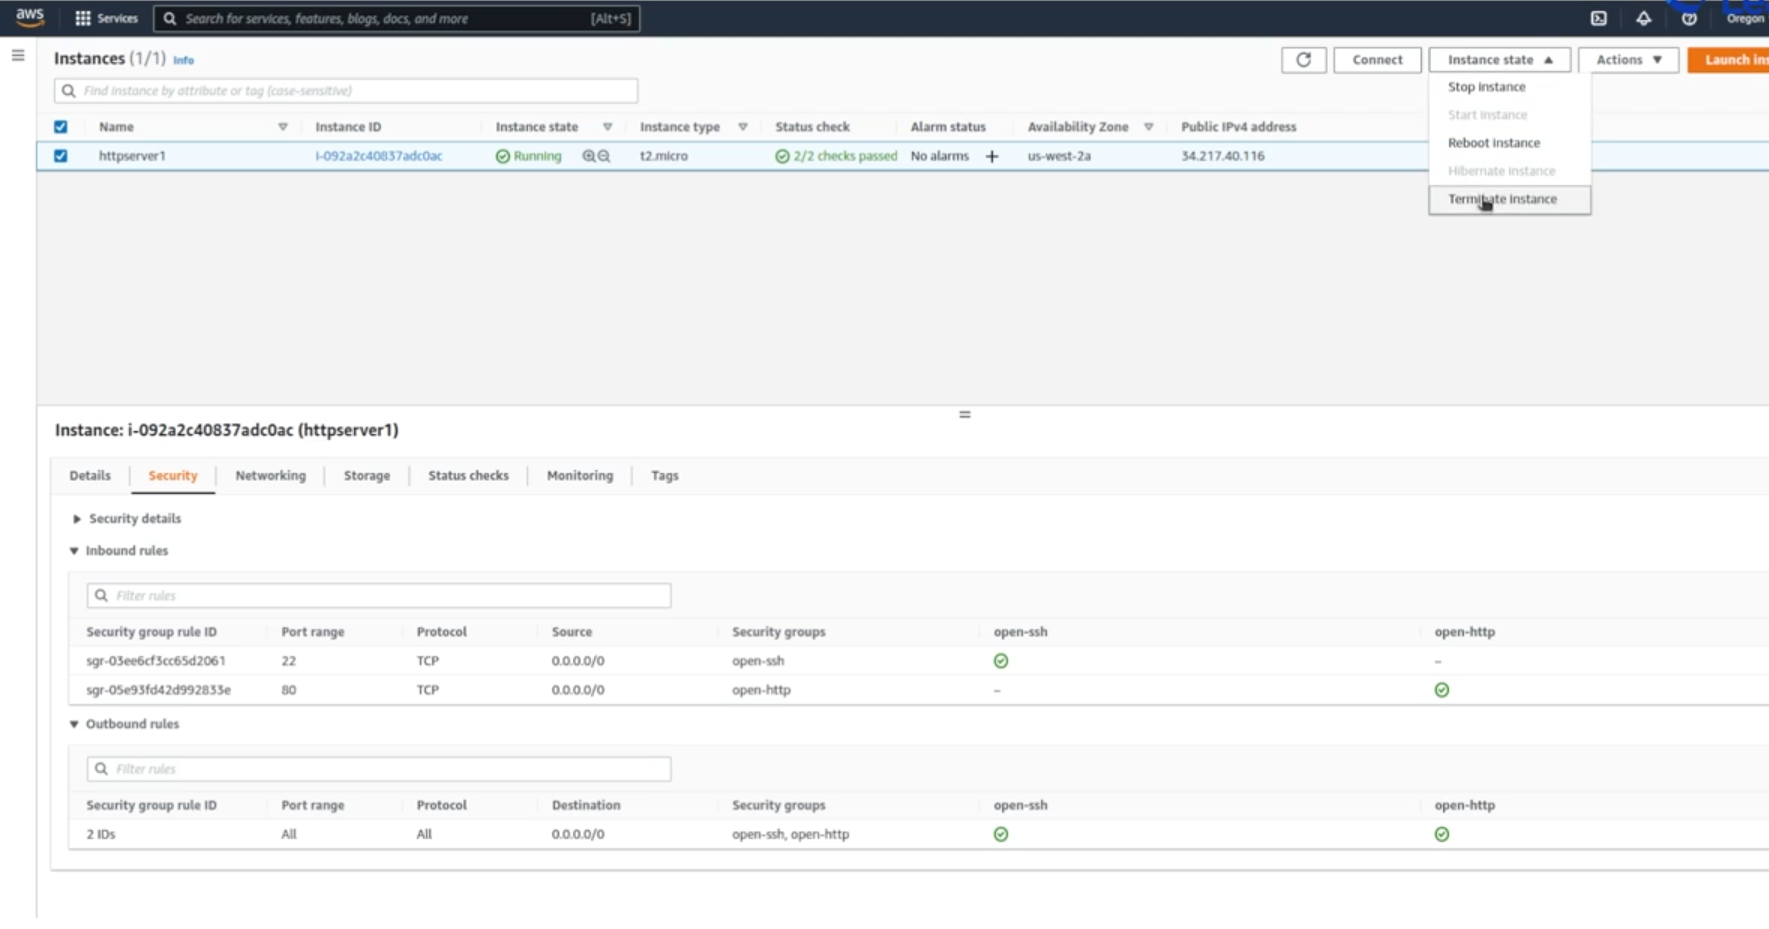 aws Services Search for services, features, blogs, docs, and more [Alt+S] Oregon
Instances (1/1) Info Connect Instance state Actions Launch ins
Find instance by attribute or tag (case-sensitive) Stop instance
Start instance
Name Instance ID Instance state Instance type Status check Alarm status Availability Zone Public IPv4 address
Reboot instance
httpserver1 i-092a2c40837adc0ac Running t2.micro 2/2 checks passed No alarms + us-west-2a 34.217.40.116
Hibernate instance
Terminate instance
Instance: i-092a2c40837adc0ac (httpserver1)
Details Security Networking Storage Status checks Monitoring Tags
Security details
Inbound rules
Filter rules
Security group rule ID Port range Protocol Source Security groups open-ssh open-http
sgr-03ee6cf3cc65d2061 22 TCP 0.0.0.0/0 open-ssh –
sgr-05e93fd42d992833e 80 TCP 0.0.0.0/0 open-http –
Outbound rules
Filter rules
Security group rule ID Port range Protocol Destination Security groups open-ssh open-http
2 IDs All All 0.0.0.0/0 open-ssh, open-http